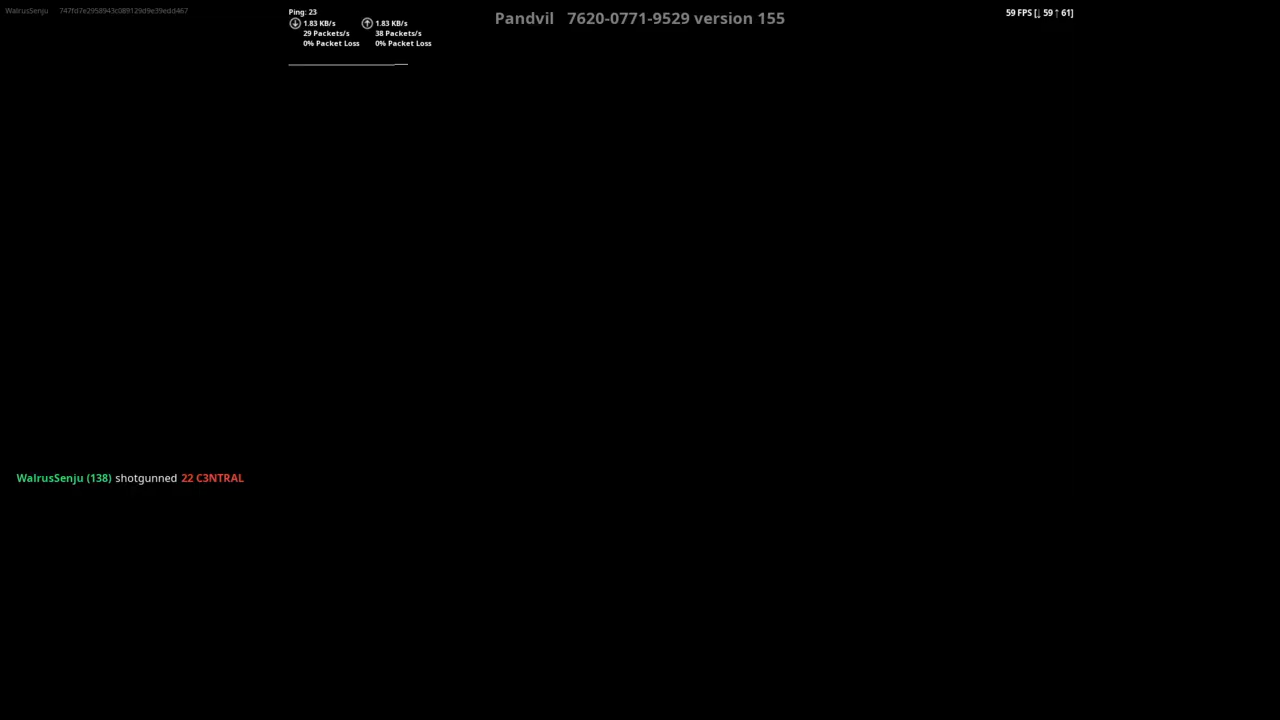 WalrusSenju 747fd7e2958943c089129d9e39edd467
Ping: 23
1.83 KB/s 1.83 KB/s
29 Packets/s 38 Packets/s
0% Packet Loss 0% Packet Loss
Pandvil 7620-0771-9529 version 155
59 FPS [↓ 59 ↑ 61]
WalrusSenju (138) shotgunned 22 C3NTRAL